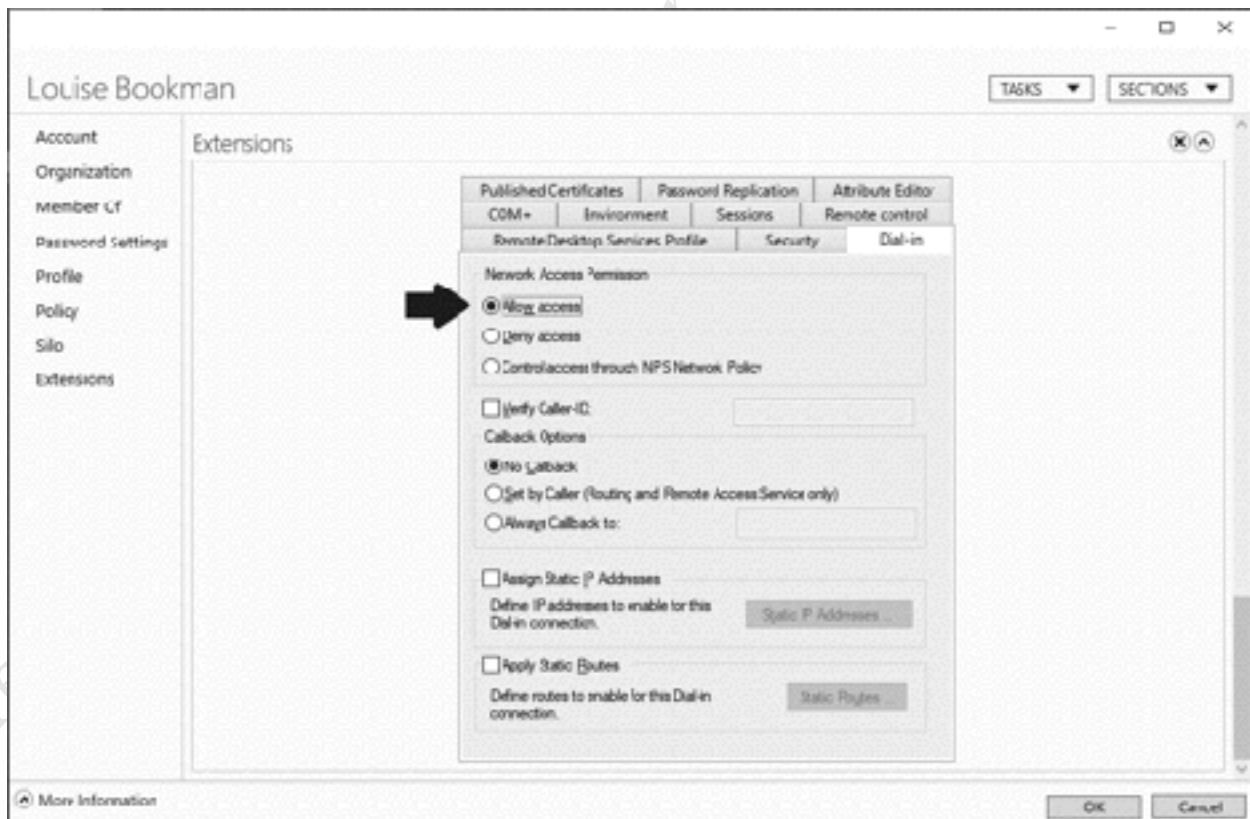 Louise Bookman
TASKS
SECTIONS
Account
Organization
Member Of
Password Settings
Profile
Policy
Silo
Extensions
Extensions
Published Certificates Password Replication Attribute Editor
COM+ Environment Sessions Remote control
Remote Desktop Services Profile Security Dial-in
Network Access Permission
Allow access
Deny access
Control access through NPS Network Policy
Verify Caller-ID:
Callback Options
No Callback
Set by Caller (Routing and Remote Access Service only)
Always Callback to:
Assign Static IP Addresses
Define IP addresses to enable for this
Dial-in connection.
Static IP Addresses ...
Apply Static Routes
Define routes to enable for this Dial-in
connection.
Static Routes ...
More Information
OK Cancel